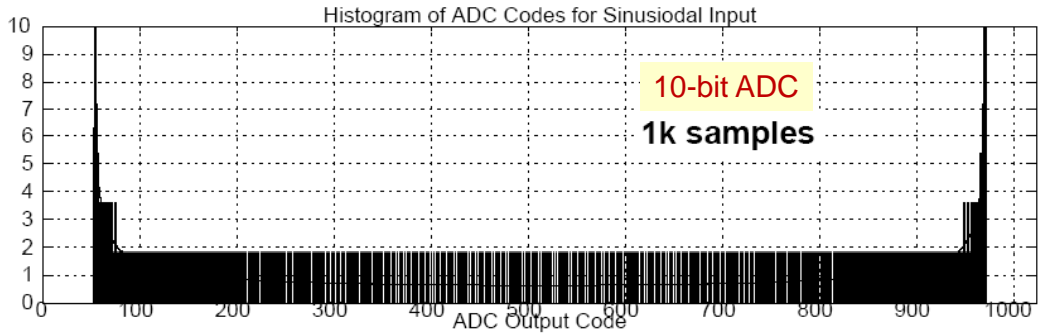 Histogram of ADC Codes for Sinusiodal Input
10
9
8
7
6
5
4
3
2
1
0
10-bit ADC
1k samples
0 100 200 300 400 500 600 700 800 900 1000
ADC Output Code